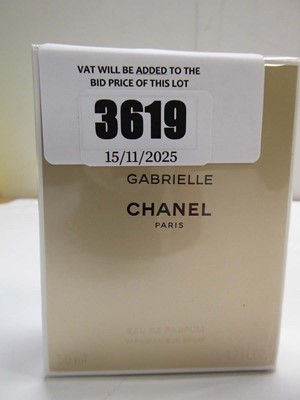 VAT WILL BE ADDED TO THE
BID PRICE OF THIS LOT
3619
15/11/2025
GABRIELLE
CHANEL
PARIS
EAU DE PARFUM